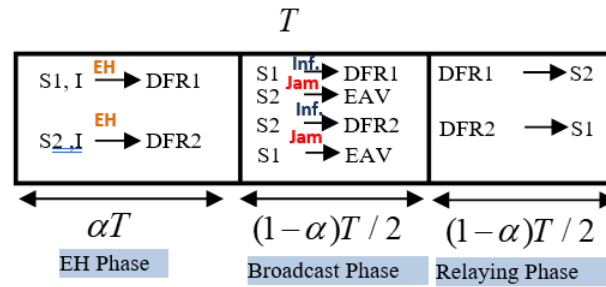 T
EH
S1, I → DFR1
EH
S2 ,I → DFR2
Inf.
S1 → DFR1
Jam
S2 → EAV
Inf.
S2 → DFR2
Jam
S1 → EAV
DFR1 → S2
DFR2 → S1
αT
(1-α)T / 2
(1-α)T / 2
EH Phase
Broadcast Phase
Relaying Phase